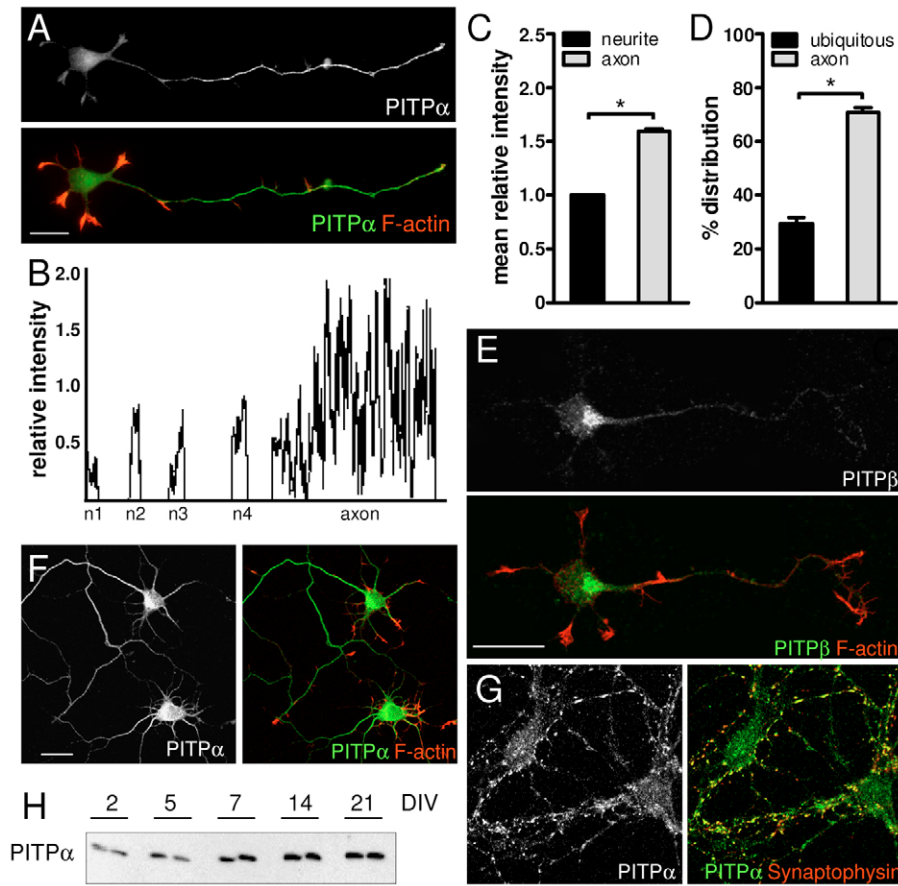 A
PITPα
PITPα F-actin
B
relative intensity
2.0
1.5
1.0
0.5
n1 n2 n3 n4 axon
C
neurite
axon
mean relative intensity
2.5
2.0
1.5
1.0
0.5
0
*
D
ubiquitous
axon
% distribution
100
80
60
40
20
0
*
E
PITPβ
PITPβ F-actin
F
PITPα
PITPα F-actin
G
PITPα
PITPα Synaptophysin
H
2 5 7 14 21 DIV
PITPα